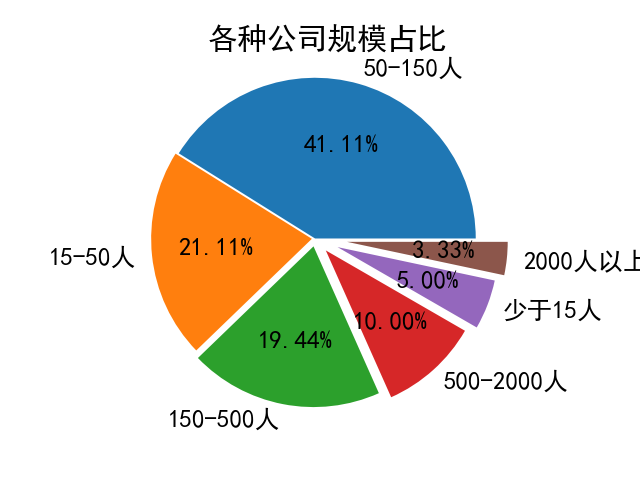 各种公司规模占比
50-150人
41.11%
15-50人
21.11%
3.33%
2000人以上
5.00%
少于15人
10.00%
19.44%
500-2000人
150-500人